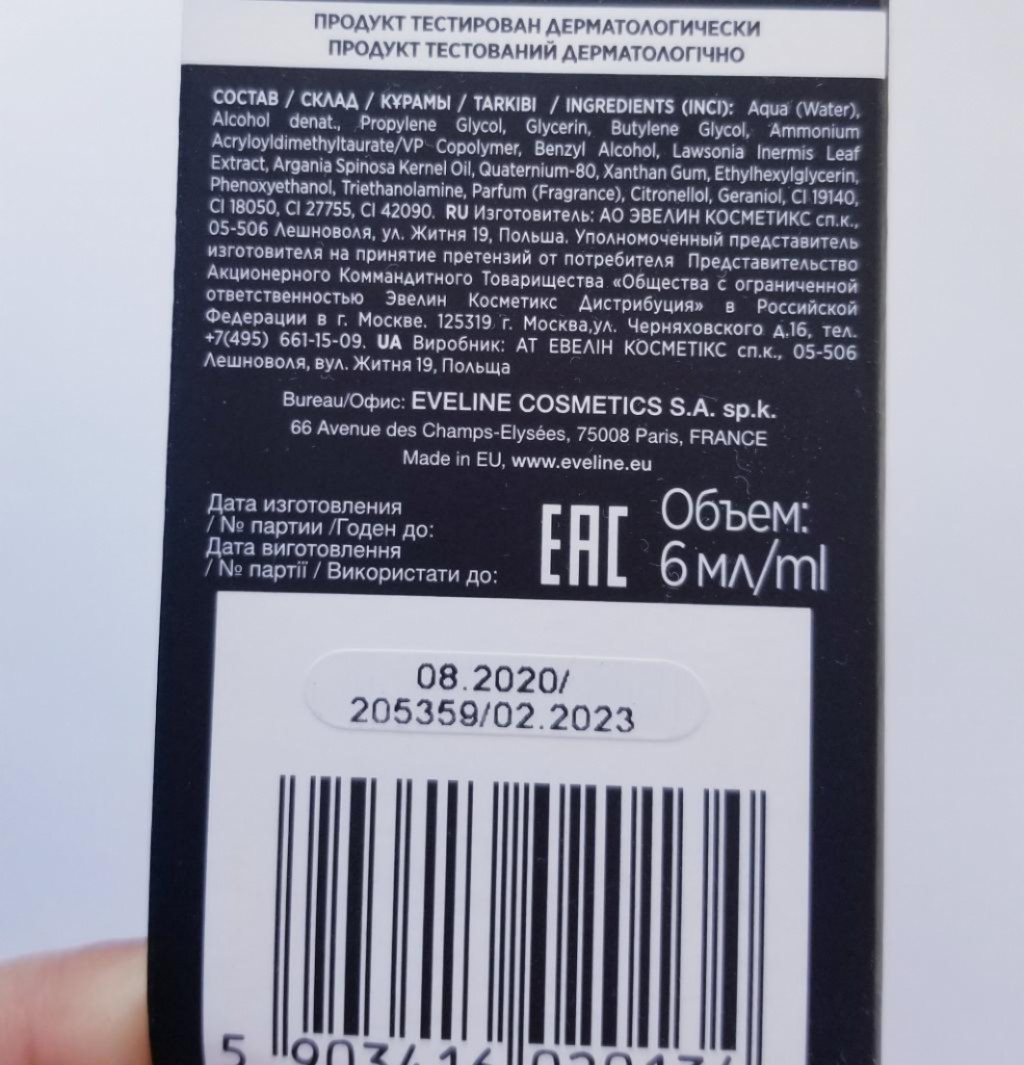 ПРОДУКТ ТЕСТИРОВАН ДЕРМАТОЛОГИЧЕСКИ
ПРОДУКТ ТЕСТОВАНИЙ ДЕРМАТОЛОГІЧНО
СОСТАВ / СКЛАД / ҚҰРАМЫ / TARKIBI / INGREDIENTS (INCI): Aqua (Water),
Alcohol denat., Propylene Glycol, Glycerin, Butylene Glycol, Ammonium
Acryloyldimethyltaurate/VP Copolymer, Benzyl Alcohol, Lawsonia Inermis Leaf
Extract, Argania Spinosa Kernel Oil, Quaternium-80, Xanthan Gum, Ethylhexylglycerin,
Phenoxyethanol, Triethanolamine, Parfum (Fragrance), Citronellol, Geraniol, CI 19140,
CI 18050, CI 27755, CI 42090. RU Изготовитель: АО ЭВЕЛИН КОСМЕТИКС сп.к.,
05-506 Лешноволя, ул. Житня 19, Польша. Уполномоченный представитель
изготовителя на принятие претензий от потребителя Представительство
Акционерного Коммандитного Товарищества «Общества с ограниченной
ответственностью Эвелин Косметикс Дистрибуция» в Российской
Федерации в г. Москве. 125319 г. Москва,ул. Черняховского д.16, тел.
+7(495) 661-15-09. UA Виробник: АТ ЕВЕЛІН КОСМЕТІКС сп.к., 05-506
Лешноволя, вул. Житня 19, Польща
Bureau/Офис: EVELINE COSMETICS S.A. sp.k.
66 Avenue des Champs-Elysées, 75008 Paris, FRANCE
Made in EU, www.eveline.eu
Дата изготовления
/ № партии /Годен до:
Дата виготовлення
/ № партії / Використати до:
EAC
Объем:
6 мл/ml
08.2020/
205359/02.2023